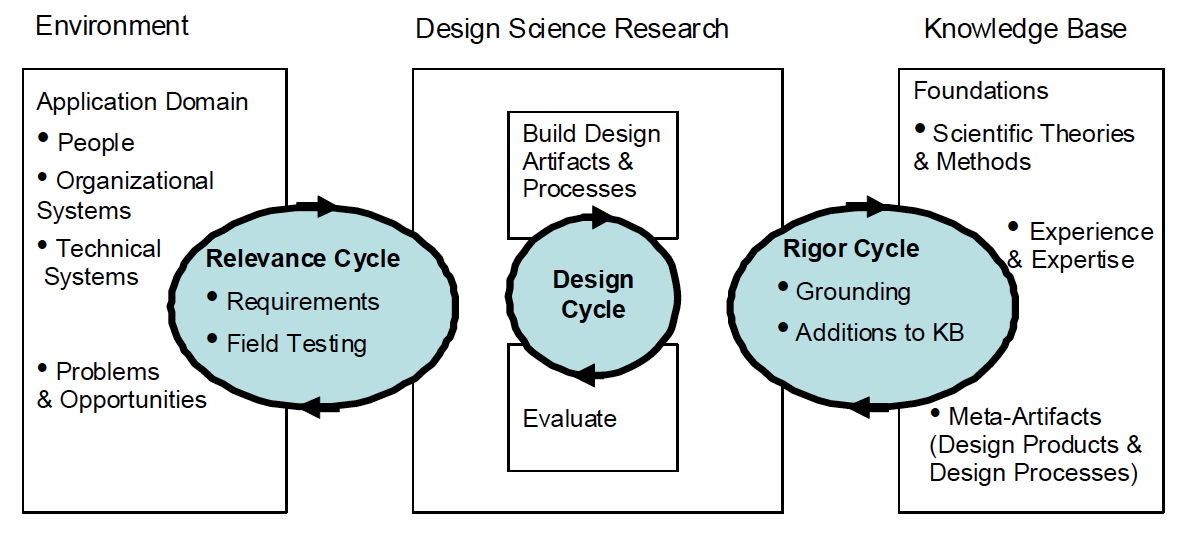 Environment
Design Science Research
Knowledge Base
Application Domain
• People
• Organizational
Systems
• Technical
Systems
• Problems
& Opportunities
Relevance Cycle
• Requirements
• Field Testing
Build Design
Artifacts &
Processes
Design
Cycle
Evaluate
Rigor Cycle
• Grounding
• Additions to KB
Foundations
• Scientific Theories
& Methods
• Experience
& Expertise
• Meta-Artifacts
(Design Products &
Design Processes)